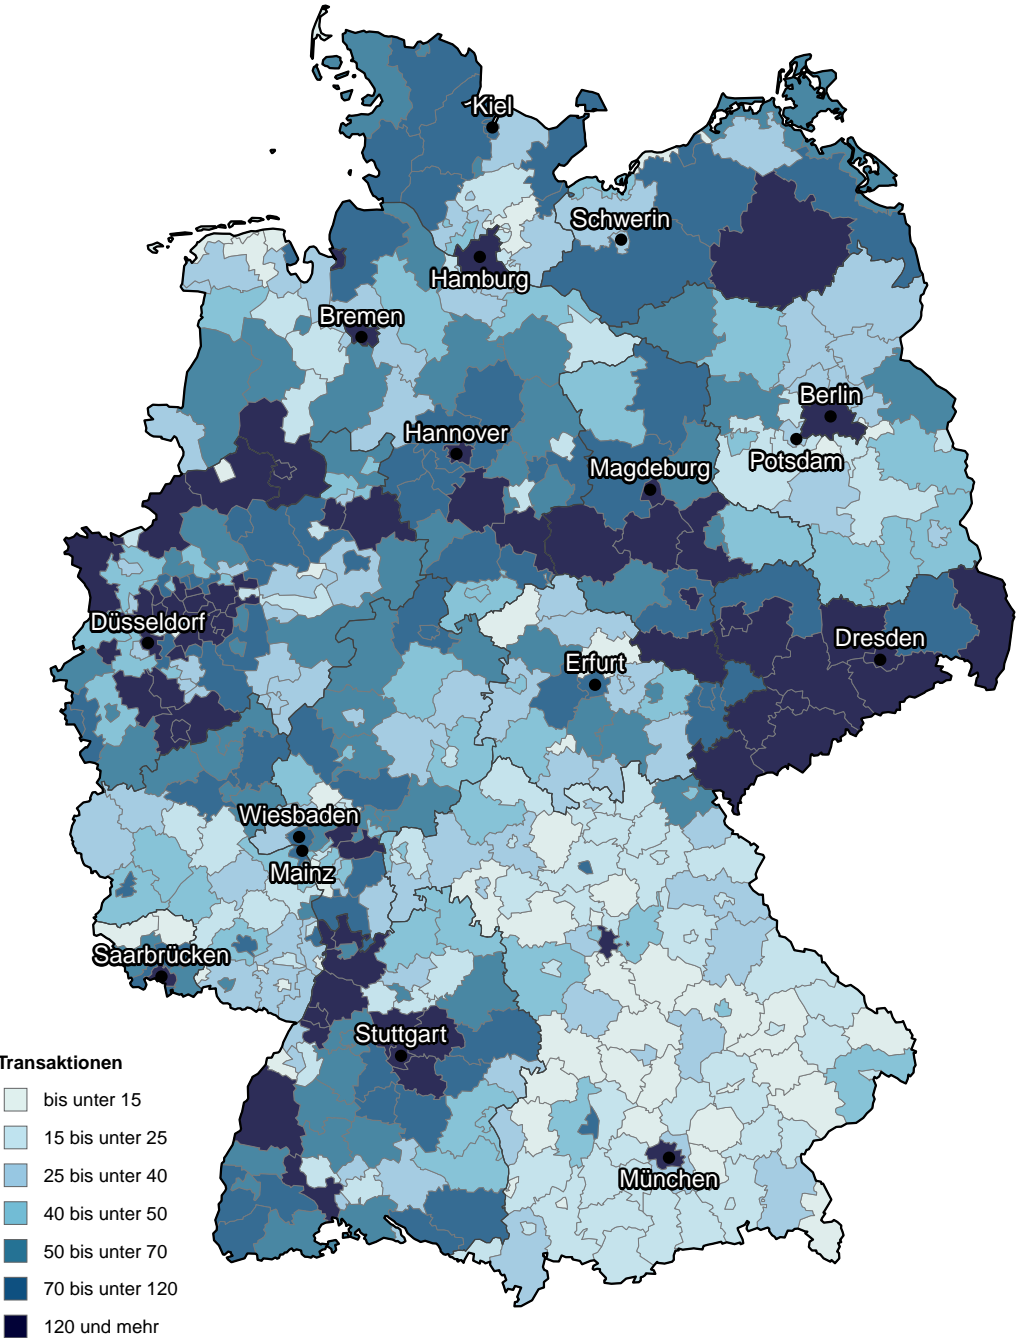 Kiel
Schwerin
Hamburg
Bremen
Berlin
Hannover
Potsdam
Magdeburg
Düsseldorf
Dresden
Erfurt
Wiesbaden
Mainz
Saarbrücken
Stuttgart
München
Transaktionen
bis unter 15
15 bis unter 25
25 bis unter 40
40 bis unter 50
50 bis unter 70
70 bis unter 120
120 und mehr